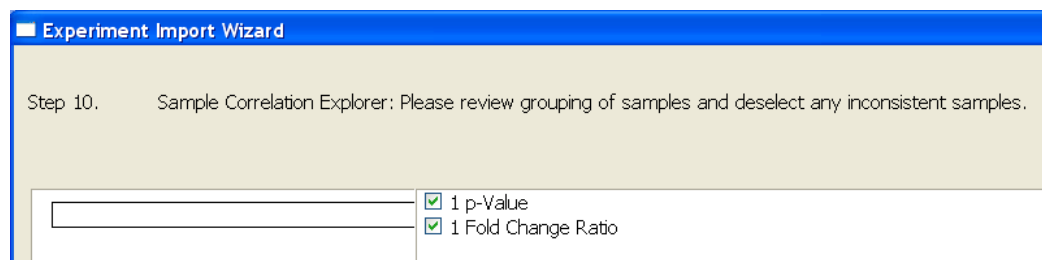 Experiment Import Wizard
Step 10. Sample Correlation Explorer: Please review grouping of samples and deselect any inconsistent samples.
1 p-Value
1 Fold Change Ratio